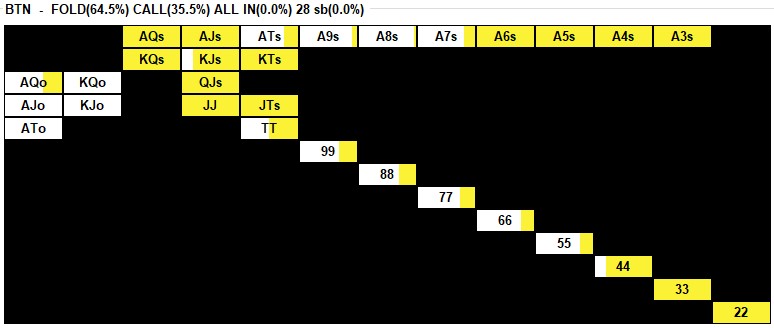 BTN - FOLD(64.5%) CALL(35.5%) ALL IN(0.0%) 28 sb(0.0%)
AQs AJs ATs A9s A8s A7s A6s A5s A4s A3s
KQs KJs KTs
AQo KQo QJs
AJo KJo JJ JTs
ATo TT
99
88
77
66
55
44
33
22